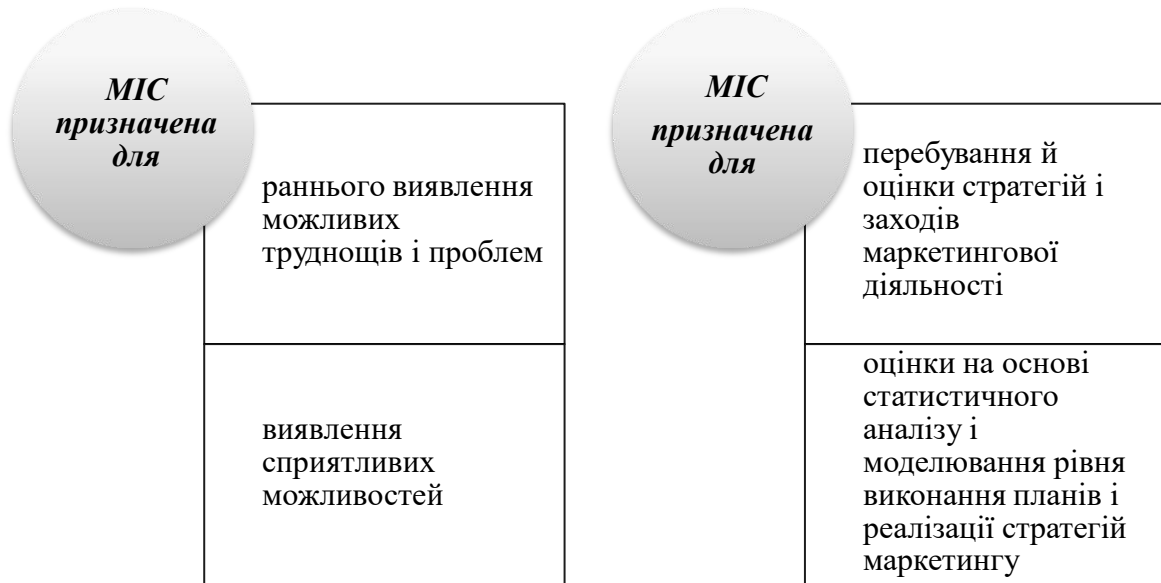 МІС
призначена
для
раннього виявлення
можливих
труднощів і проблем
виявлення
сприятливих
можливостей
МІС
призначена
для
перебування й
оцінки стратегій і
заходів
маркетингової
діяльності
оцінки на основі
статистичного
аналізу і
моделювання рівня
виконання планів і
реалізації стратегій
маркетингу